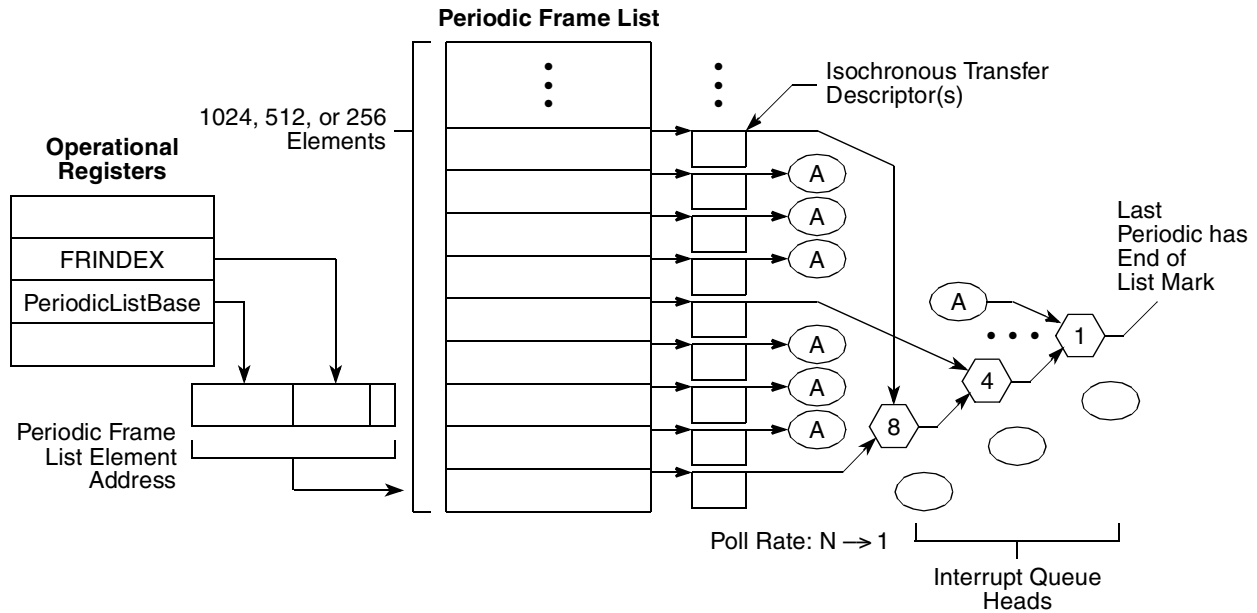 Periodic Frame List
Isochronous Transfer
Descriptor(s)
1024, 512, or 256
Elements
Operational
Registers
FRINDEX
PeriodicListBase
A
A
A
A
A
A
A
Last
Periodic has
End of
List Mark
1
4
8
Periodic Frame
List Element
Address
Poll Rate: N → 1
Interrupt Queue
Heads